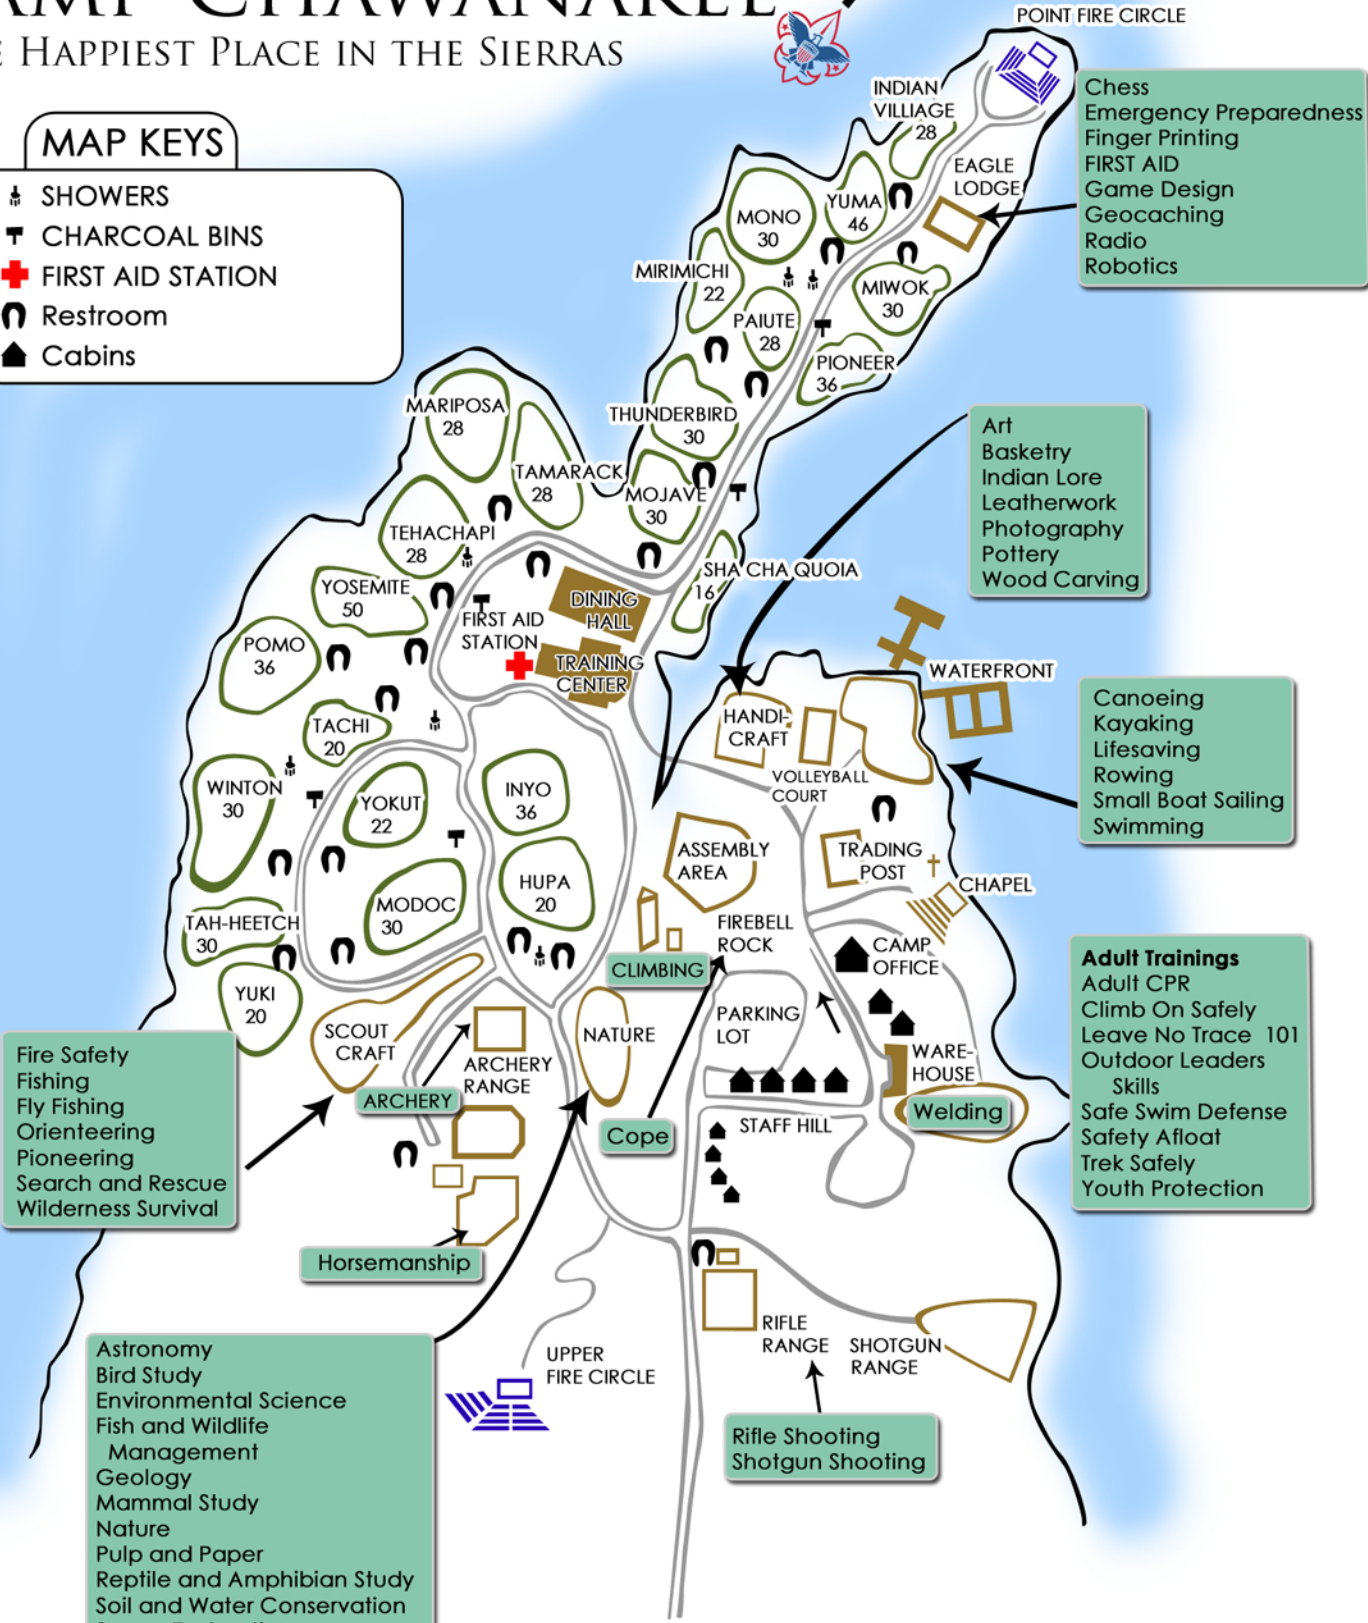 CAMP CHAWANAKEE
THE HAPPIEST PLACE IN THE SIERRAS
MAP KEYS
SHOWERS
CHARCOAL BINS
FIRST AID STATION
Restroom
Cabins
POINT FIRE CIRCLE
INDIAN
VILLIAGE
28
EAGLE
LODGE
Chess
Emergency Preparedness
Finger Printing
FIRST AID
Game Design
Geocaching
Radio
Robotics
MONO
30
YUMA
46
MIRIMICHI
22
MIWOK
30
PAIUTE
28
PIONEER
36
THUNDERBIRD
30
MARIPOSA
28
TAMARACK
28
MOJAVE
30
TEHACHAPI
28
SHA CHA QUOIA
16
YOSEMITE
50
POMO
36
TACHI
20
WINTON
30
YOKUT
22
INYO
36
HUPA
20
MODOC
30
TAH-HEETCH
30
YUKI
20
DINING
HALL
FIRST AID
STATION
TRAINING
CENTER
Art
Basketry
Indian Lore
Leatherwork
Photography
Pottery
Wood Carving
WATERFRONT
HANDI-
CRAFT
VOLLEYBALL
COURT
Canoeing
Kayaking
Lifesaving
Rowing
Small Boat Sailing
Swimming
ASSEMBLY
AREA
TRADING
POST
CHAPEL
FIREBELL
ROCK
CLIMBING
CAMP
OFFICE
PARKING
LOT
WARE-
HOUSE
Welding
STAFF HILL
Adult Trainings
Adult CPR
Climb On Safely
Leave No Trace 101
Outdoor Leaders
Skills
Safe Swim Defense
Safety Afloat
Trek Safely
Youth Protection
SCOUT
CRAFT
ARCHERY
RANGE
ARCHERY
NATURE
Cope
Fire Safety
Fishing
Fly Fishing
Orienteering
Pioneering
Search and Rescue
Wilderness Survival
Horsemanship
RIFLE
RANGE
SHOTGUN
RANGE
UPPER
FIRE CIRCLE
Rifle Shooting
Shotgun Shooting
Astronomy
Bird Study
Environmental Science
Fish and Wildlife
Management
Geology
Mammal Study
Nature
Pulp and Paper
Reptile and Amphibian Study
Soil and Water Conservation